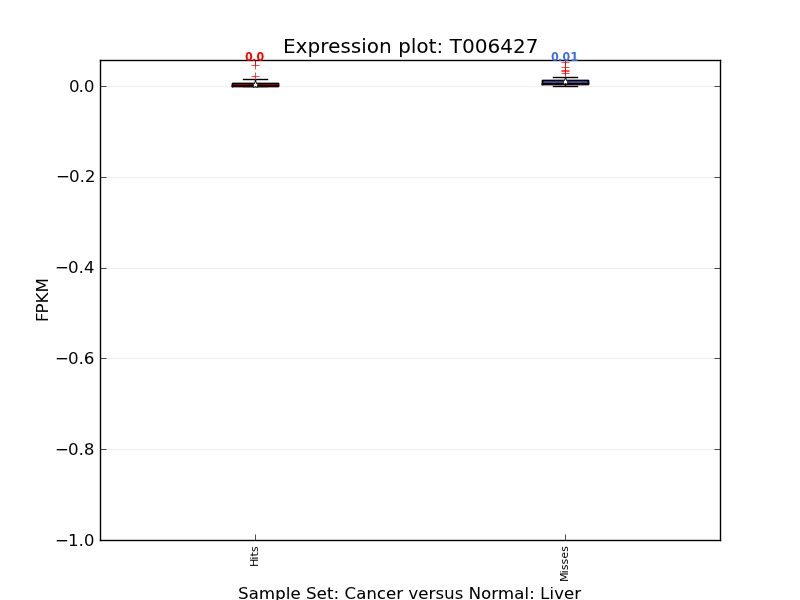 Expression plot: T006427
0.0
0.01
0.0
−0.2
−0.4
−0.6
−0.8
−1.0
FPKM
Hits
Misses
Sample Set: Cancer versus Normal: Liver